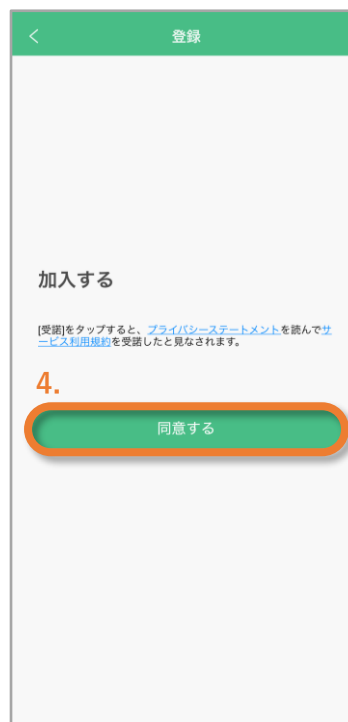 登録
加入する
[受諾]をタップすると、プライバシーステートメントを読んでサ
ービス利用規約を受諾したと見なされます。
4.
同意する